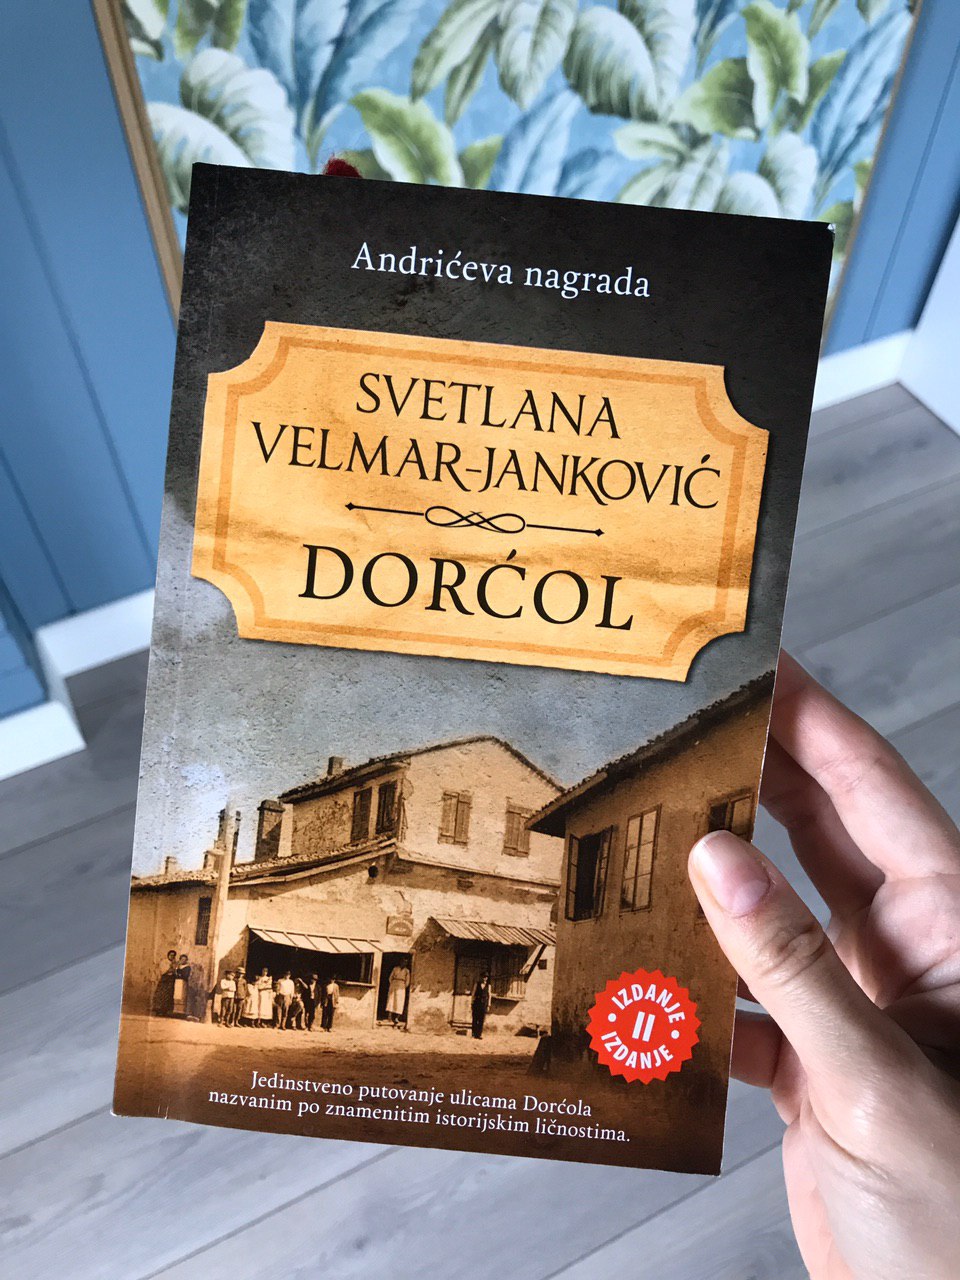 Andrićeva nagrada
SVETLANA
VELMAR-JANKOVIĆ
DORĆOL
IZDANJE
II
IZDANJE
Jedinstveno putovanje ulicama Dorćola
nazvanim po znamenitim istorijskim ličnostima.